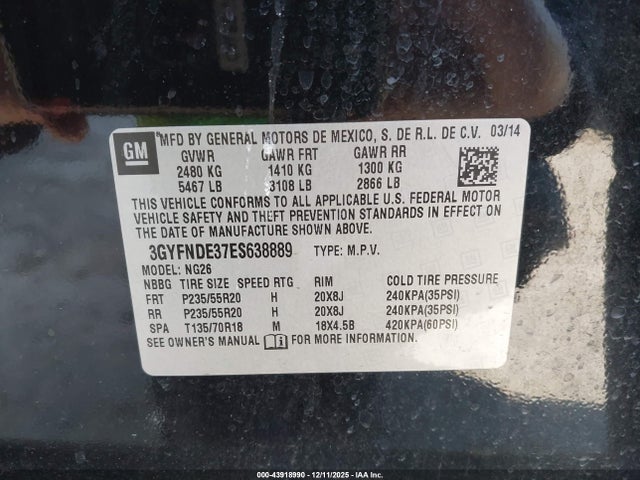 GM
MFD BY GENERAL MOTORS DE MEXICO, S. DE R.L. DE C.V. 03/14
GVWR GAWR FRT GAWR RR
2480 KG 1410 KG 1300 KG
5467 LB 3108 LB 2866 LB
THIS VEHICLE CONFORMS TO ALL APPLICABLE U.S. FEDERAL MOTOR
VEHICLE SAFETY AND THEFT PREVENTION STANDARDS IN EFFECT ON
THE DATE OF MANUFACTURE SHOWN ABOVE.
3GYFNDE37ES638889 TYPE: M.P.V.
MODEL: NG26
NBBG TIRE SIZE SPEED RTG RIM COLD TIRE PRESSURE
FRT P235/55R20 H 20X8J 240KPA(35PSI)
RR P235/55R20 H 20X8J 240KPA(35PSI)
SPA T135/70R18 M 18X4.5B 420KPA(60PSI)
SEE OWNER'S MANUAL FOR MORE INFORMATION.
000-43918990 - 12/11/2025 - IAA Inc.